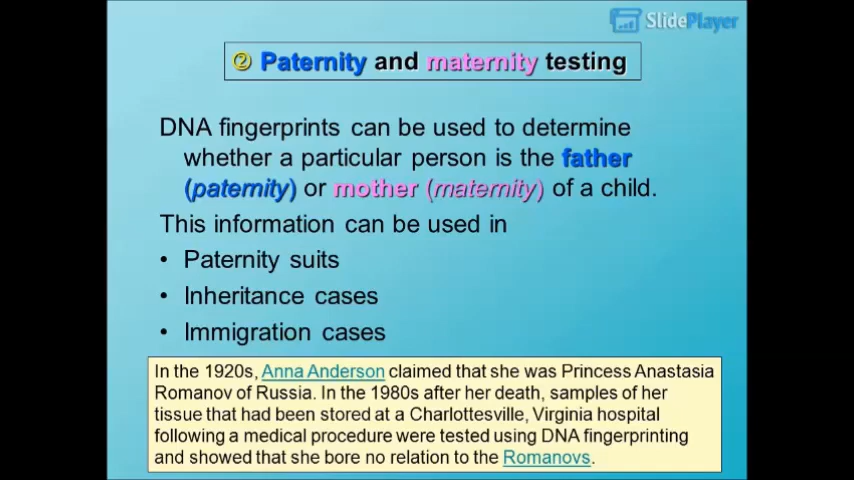 SlidePlayer
② Paternity and maternity testing
DNA fingerprints can be used to determine
whether a particular person is the father
(paternity) or mother (maternity) of a child.
This information can be used in
• Paternity suits
• Inheritance cases
• Immigration cases
In the 1920s, Anna Anderson claimed that she was Princess Anastasia
Romanov of Russia. In the 1980s after her death, samples of her
tissue that had been stored at a Charlottesville, Virginia hospital
following a medical procedure were tested using DNA fingerprinting
and showed that she bore no relation to the Romanovs.